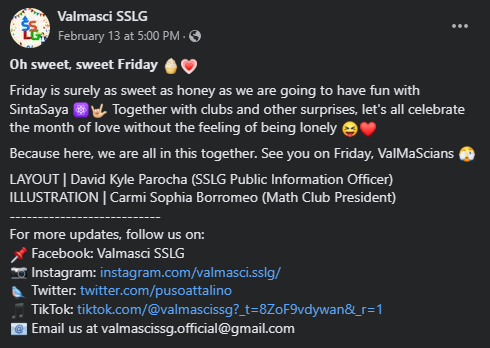 Valmasci SSLG
February 13 at 5:00 PM ·
Oh sweet, sweet Friday 🍦❤️
Friday is surely as sweet as honey as we are going to have fun with
SintaSaya ⚛️🤟🏻 Together with clubs and other surprises, let's all celebrate
the month of love without the feeling of being lonely 😝❤️
Because here, we are all in this together. See you on Friday, ValMaScians 🫣
LAYOUT | David Kyle Parocha (SSLG Public Information Officer)
ILLUSTRATION | Carmi Sophia Borromeo (Math Club President)
---------------------------
For more updates, follow us on:
📌 Facebook: Valmasci SSLG
📷 Instagram: instagram.com/valmasci.sslg/
🐦 Twitter: twitter.com/pusoattalino
🎵 TikTok: tiktok.com/@valmascissg?_t=8ZoF9vdywan&_r=1
📧 Email us at valmascissg.official@gmail.com